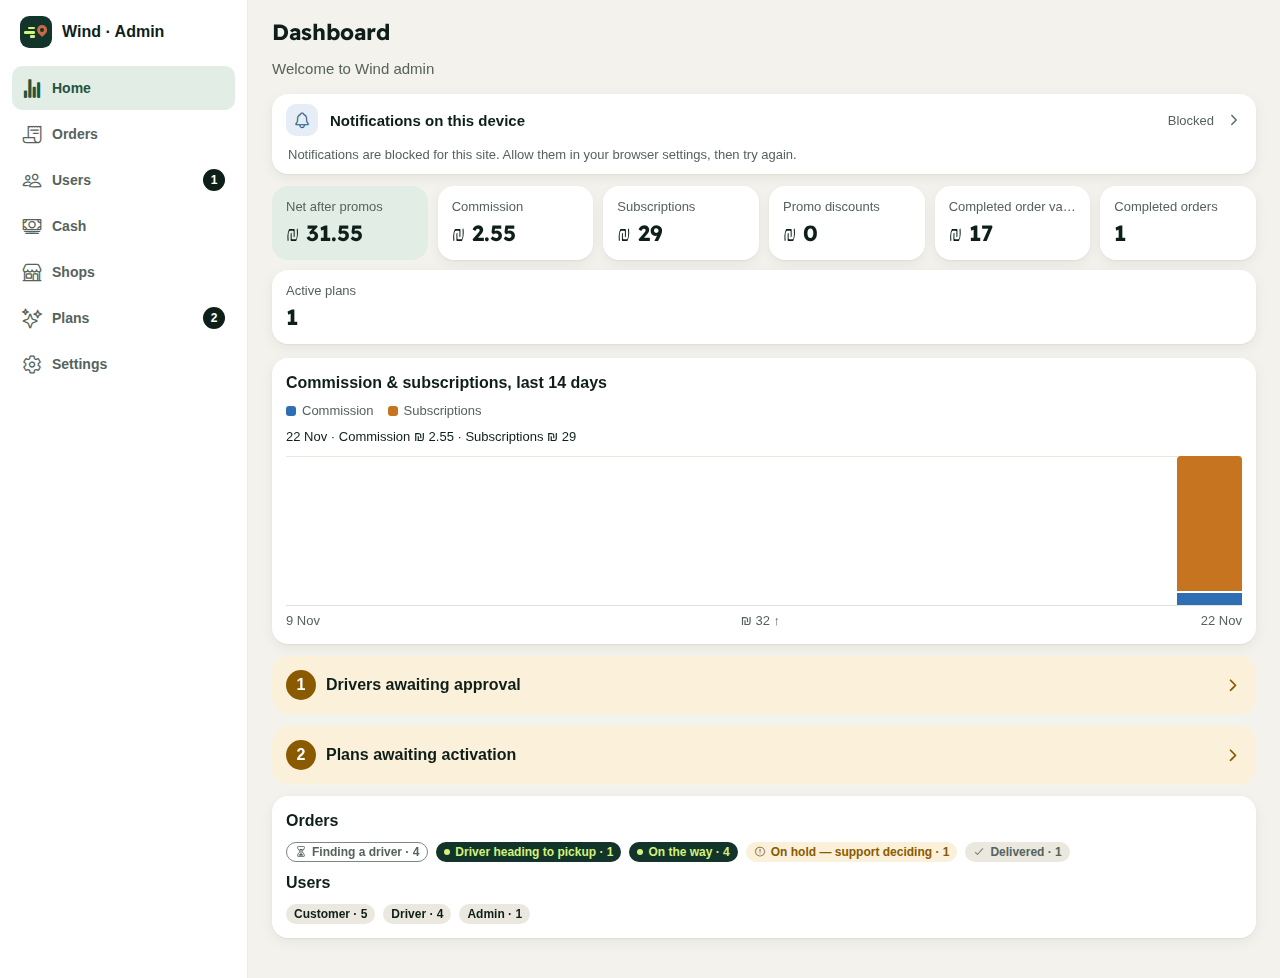 Wind · Admin
Home
Orders
Users 1
Cash
Shops
Plans 2
Settings
Dashboard
Welcome to Wind admin
Notifications on this device Blocked
Notifications are blocked for this site. Allow them in your browser settings, then try again.
Net after promos
₪ 31.55
Commission
₪ 2.55
Subscriptions
₪ 29
Promo discounts
₪ 0
Completed order va…
₪ 17
Completed orders
1
Active plans
1
Commission & subscriptions, last 14 days
Commission Subscriptions
22 Nov · Commission ₪ 2.55 · Subscriptions ₪ 29
9 Nov ₪ 32 ↑ 22 Nov
1 Drivers awaiting approval
2 Plans awaiting activation
Orders
Finding a driver · 4 Driver heading to pickup · 1 On the way · 4 On hold — support deciding · 1 Delivered · 1
Users
Customer · 5 Driver · 4 Admin · 1